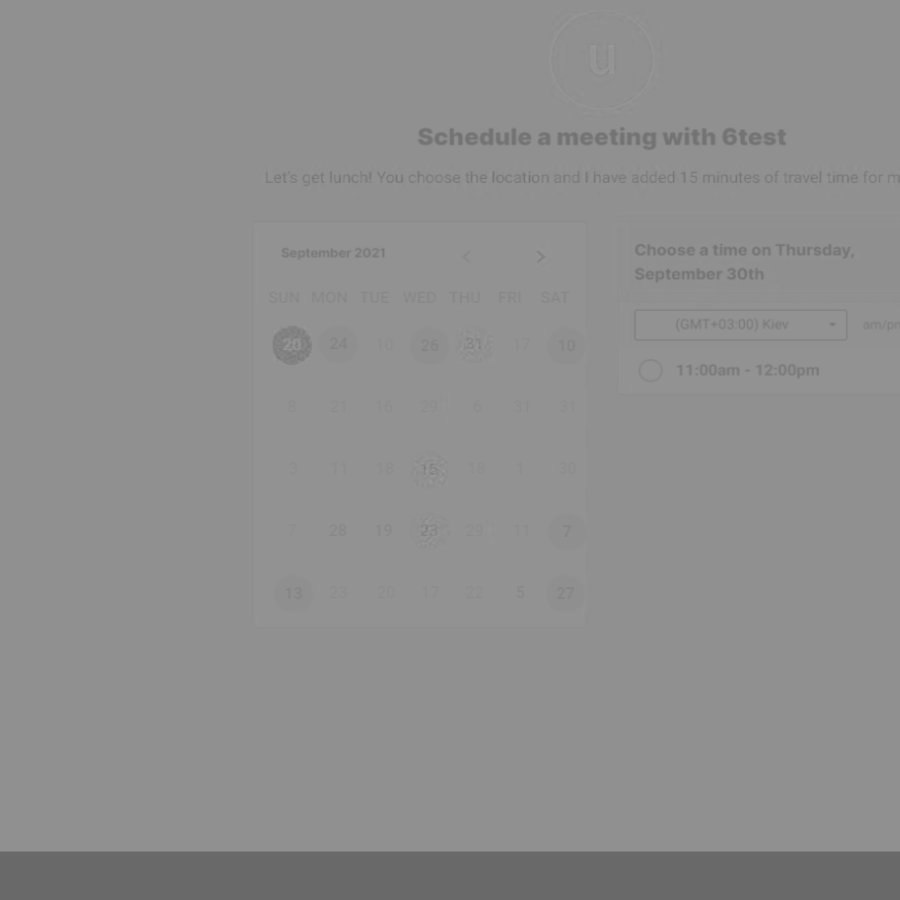 u
Schedule a meeting with 6test
Let's get lunch! You choose the location and I have added 15 minutes of travel time for m
September 2021
SUN MON TUE WED THU FRI SAT
20 24 10 26 31 17 10
8 21 16 29 6 31 31
3 11 18 15 18 1 30
7 28 19 23 29 11 7
13 23 20 17 22 5 27
Choose a time on Thursday,
September 30th
(GMT+03:00) Kiev am/pm
11:00am - 12:00pm